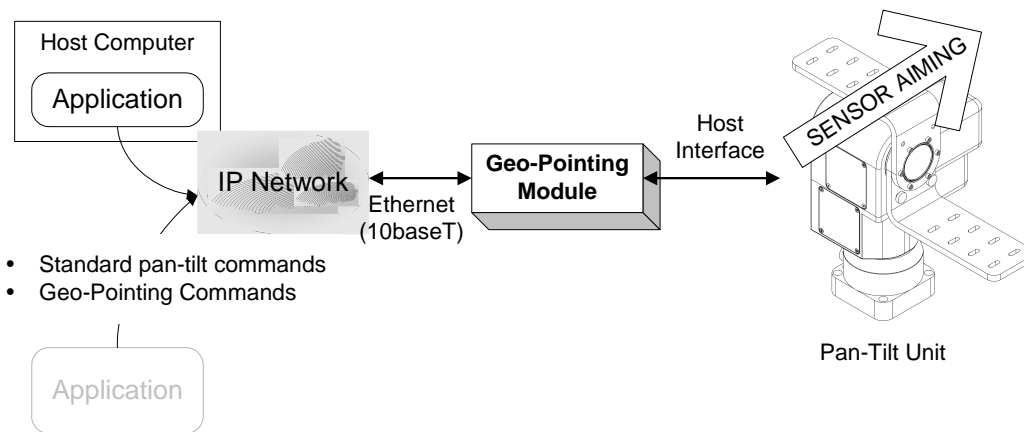 Host Computer
Application
IP Network
Ethernet
(10baseT)
Geo-Pointing
Module
Host
Interface
SENSOR AIMING
• Standard pan-tilt commands
• Geo-Pointing Commands
Application
Pan-Tilt Unit